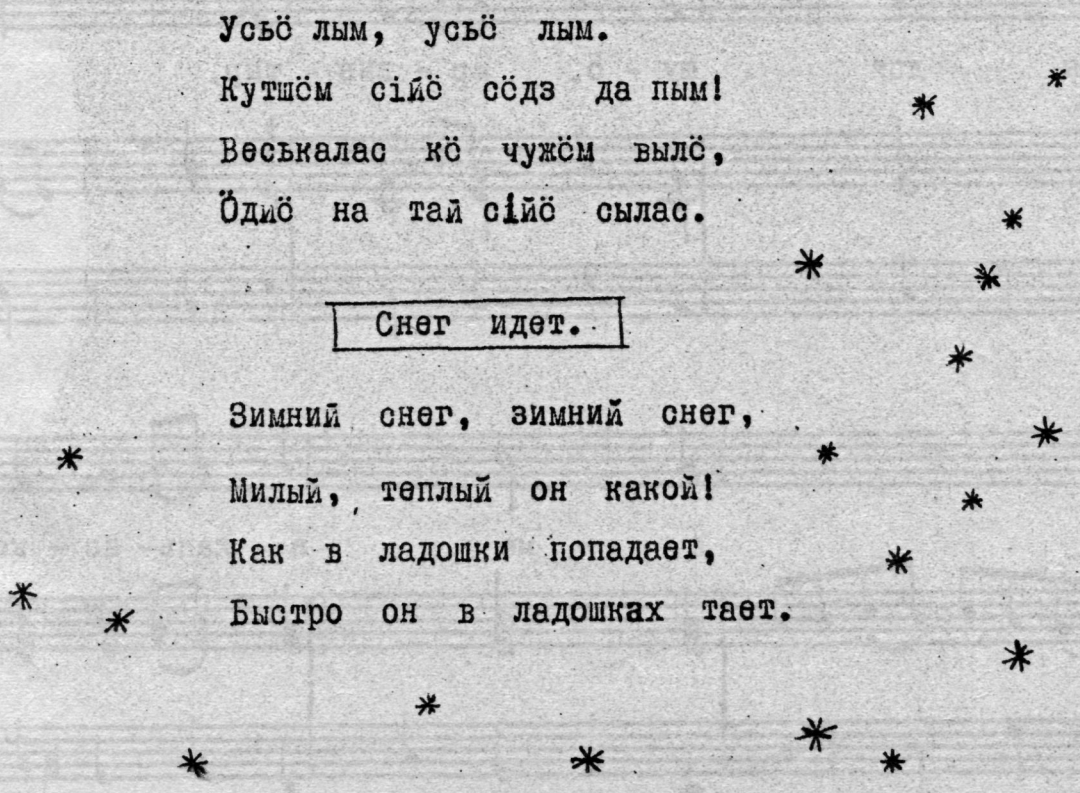 Усьӧ лым, усьӧ лым.
Кутшӧм сійӧ сӧдз да пым!
Веськалас кӧ чужӧм вылӧ,
Ӧдйӧ на тай сійӧ сылас.
Снег идет.
Зимний снег, зимний снег,
Милый, теплый он какой!
Как в ладошки попадает,
Быстро он в ладошках тает.